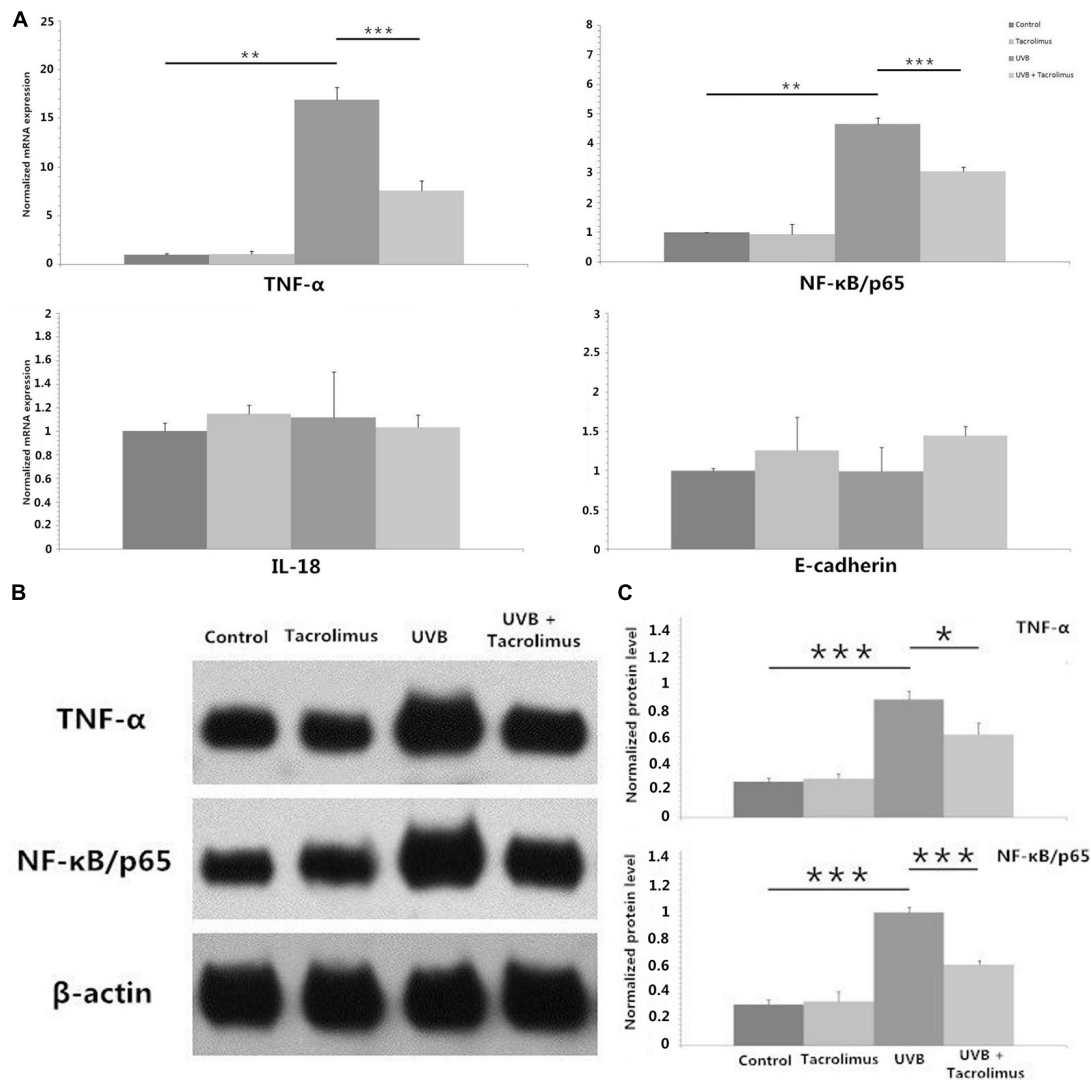 A
Normalized mRNA expression
25
20
15
10
5
0
**
***
TNF-α
8
7
6
5
4
3
2
1
0
**
***
NF-κB/p65
Control
Tacrolimus
UVB
UVB + Tacrolimus
Normalized mRNA expression
2
1.8
1.6
1.4
1.2
1
0.8
0.6
0.4
0.2
0
IL-18
3
2.5
2
1.5
1
0.5
0
E-cadherin
B
Control Tacrolimus UVB UVB +
Tacrolimus
TNF-α
NF-κB/p65
β-actin
C
Normalized protein level
1.4
1.2
1
0.8
0.6
0.4
0.2
0
***
*
TNF-α
Normalized protein level
1.4
1.2
1
0.8
0.6
0.4
0.2
0
***
***
NF-κB/p65
Control Tacrolimus UVB UVB +
Tacrolimus